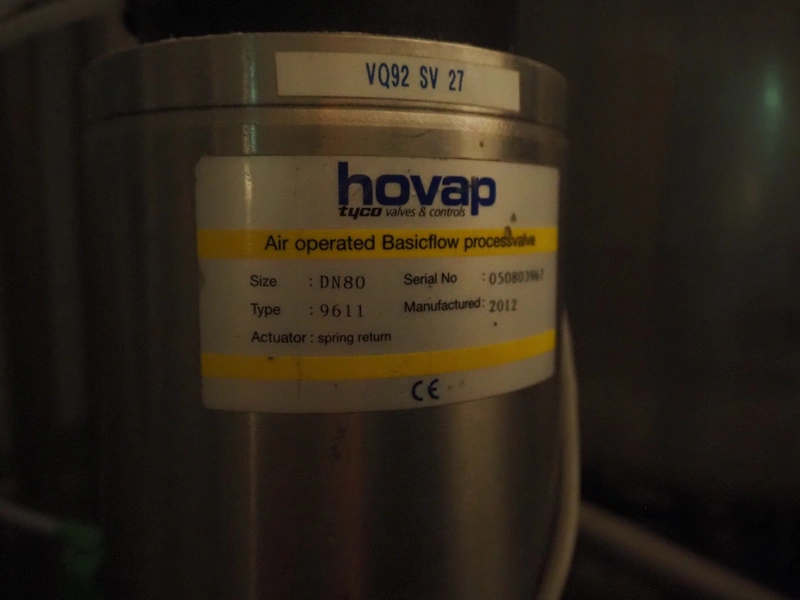 VQ92 SV 27
hovap
tyco valves & controls
Air operated Basicflow processvalve
Size : DN80 Serial No : 050803967
Type : 9611 Manufactured: 2012
Actuator : spring return
CE